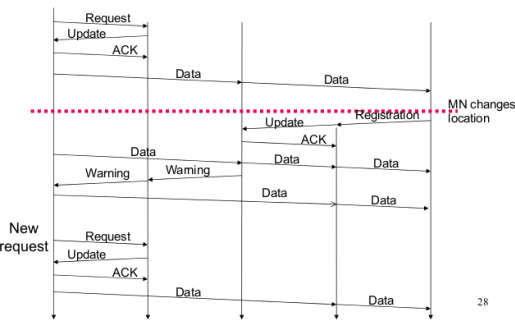 Request
Update
ACK
Data
Data
MN changes
location
Registration
Update
ACK
Data
Data
Data
Warning
Warning
Data
Data
New
request
Request
Update
ACK
Data
Data
28